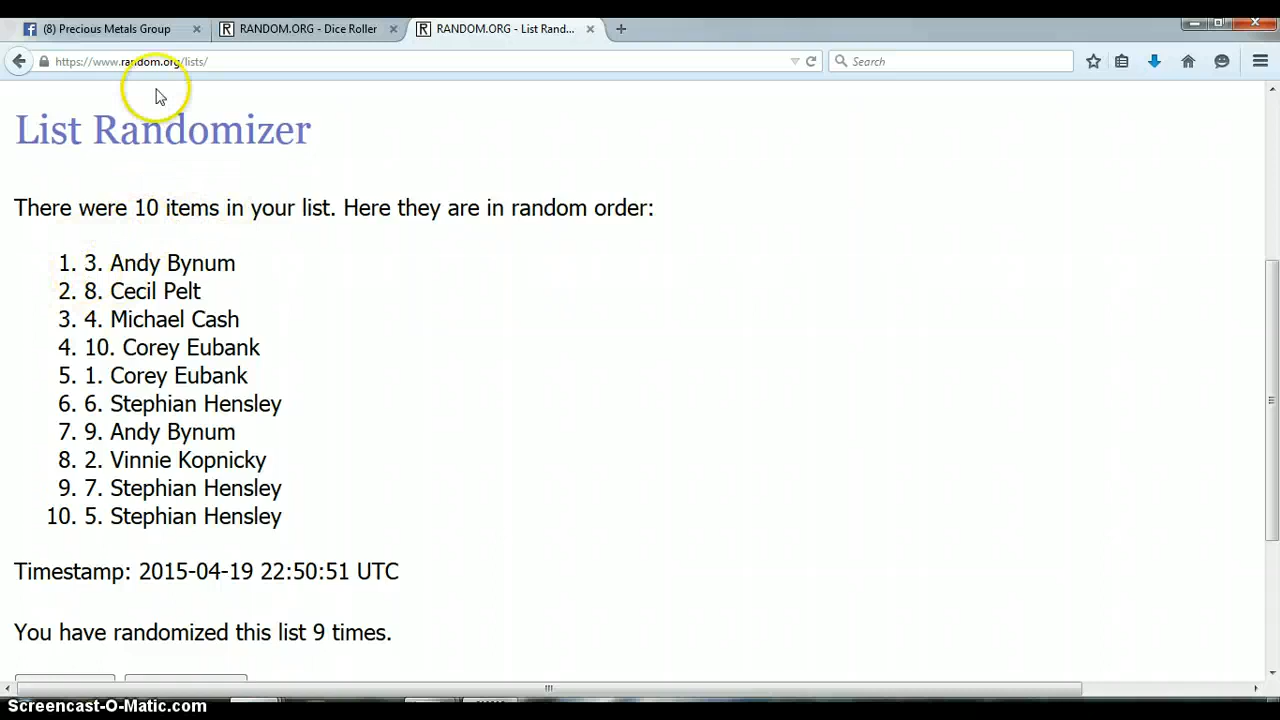 (8) Precious Metals Group
RANDOM.ORG - Dice Roller
RANDOM.ORG - List Rand...
https://www.random.org/lists/
Search
List Randomizer
There were 10 items in your list. Here they are in random order:
1. 3. Andy Bynum
2. 8. Cecil Pelt
3. 4. Michael Cash
4. 10. Corey Eubank
5. 1. Corey Eubank
6. 6. Stephian Hensley
7. 9. Andy Bynum
8. 2. Vinnie Kopnicky
9. 7. Stephian Hensley
10. 5. Stephian Hensley
Timestamp: 2015-04-19 22:50:51 UTC
You have randomized this list 9 times.
Screencast-O-Matic.com